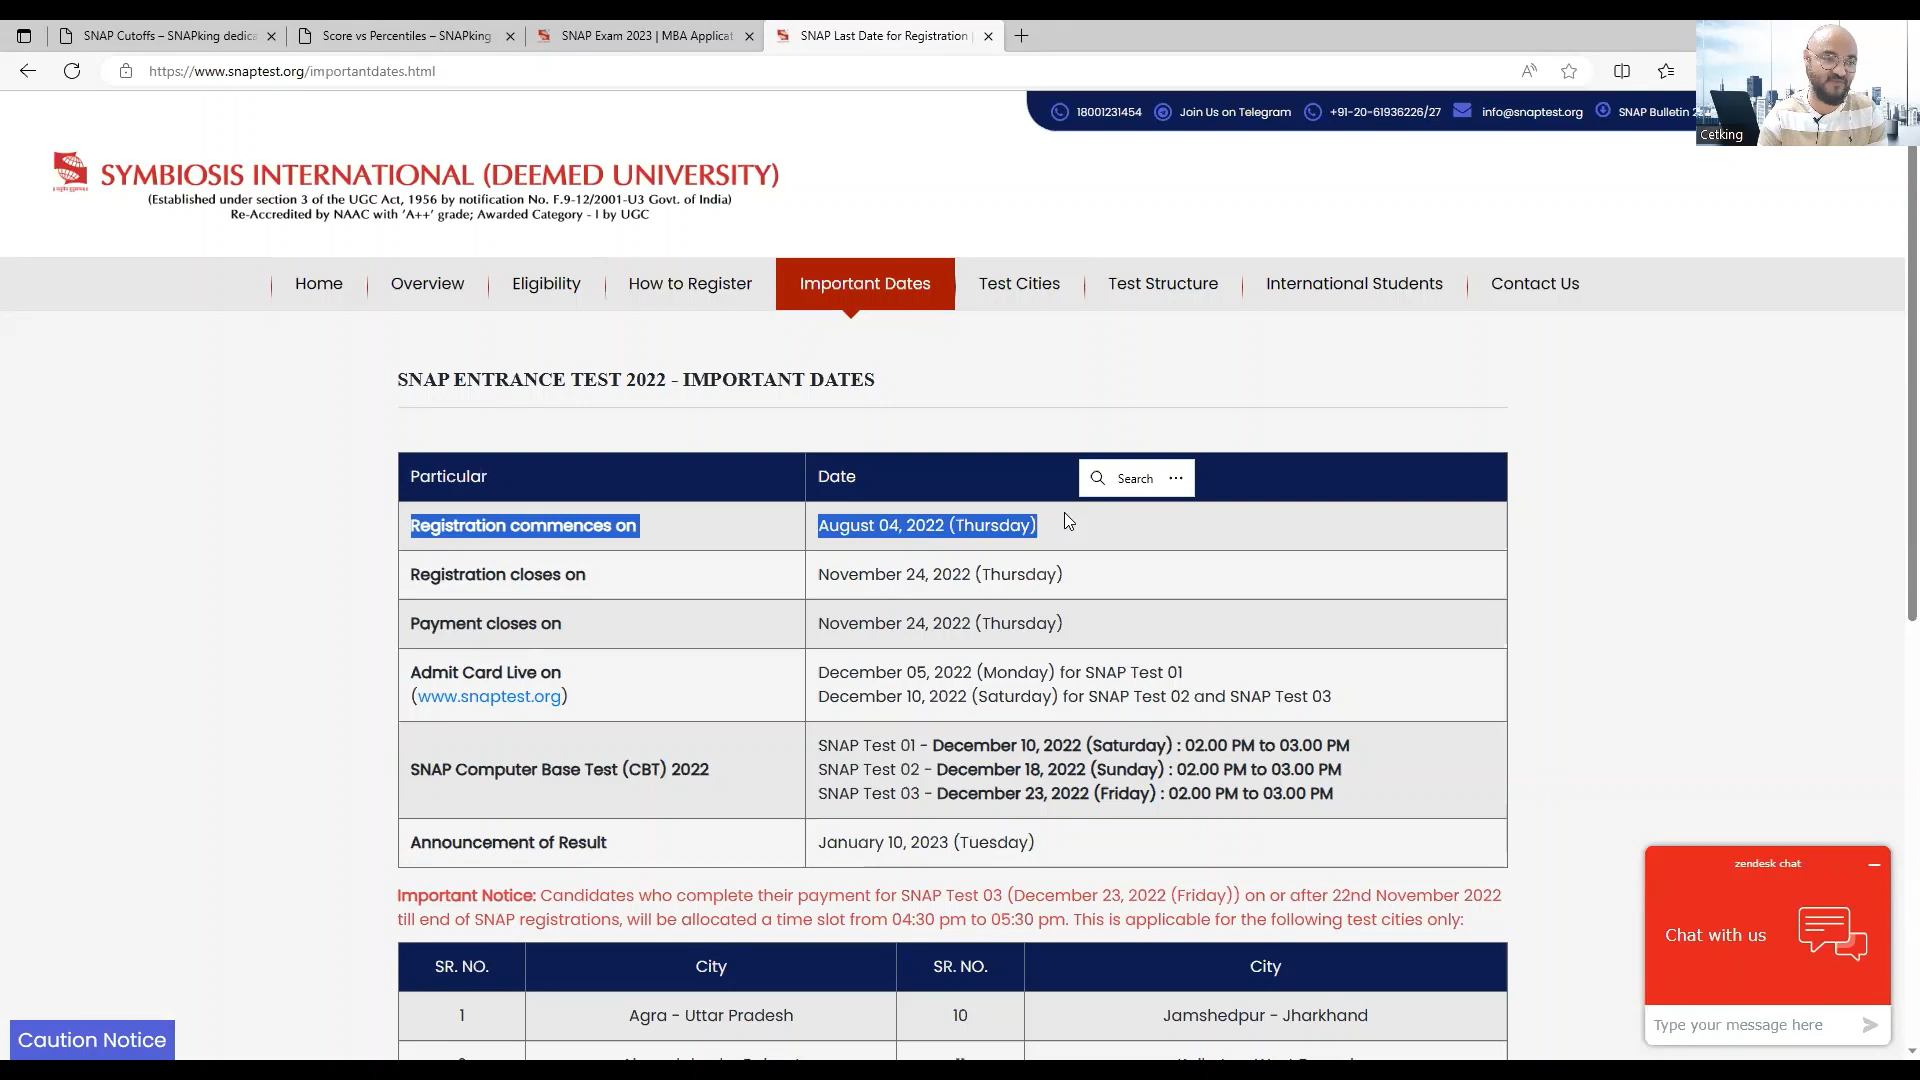 SNAP Cutoffs – SNAPking dedica
Score vs Percentiles – SNAPking
SNAP Exam 2023 | MBA Applicat
SNAP Last Date for Registration |
https://www.snaptest.org/importantdates.html
18001231454
Join Us on Telegram
+91-20-61936226/27
info@snaptest.org
SNAP Bulletin 2
Cetking
SYMBIOSIS INTERNATIONAL (DEEMED UNIVERSITY)
(Established under section 3 of the UGC Act, 1956 by notification No. F.9-12/2001-U3 Govt. of India)
Re-Accredited by NAAC with 'A++' grade; Awarded Category - I by UGC
Home
Overview
Eligibility
How to Register
Important Dates
Test Cities
Test Structure
International Students
Contact Us
SNAP ENTRANCE TEST 2022 - IMPORTANT DATES
Particular
Date
Search
Registration commences on
August 04, 2022 (Thursday)
Registration closes on
November 24, 2022 (Thursday)
Payment closes on
November 24, 2022 (Thursday)
Admit Card Live on
(www.snaptest.org)
December 05, 2022 (Monday) for SNAP Test 01
December 10, 2022 (Saturday) for SNAP Test 02 and SNAP Test 03
SNAP Computer Base Test (CBT) 2022
SNAP Test 01 - December 10, 2022 (Saturday) : 02.00 PM to 03.00 PM
SNAP Test 02 - December 18, 2022 (Sunday) : 02.00 PM to 03.00 PM
SNAP Test 03 - December 23, 2022 (Friday) : 02.00 PM to 03.00 PM
Announcement of Result
January 10, 2023 (Tuesday)
Important Notice: Candidates who complete their payment for SNAP Test 03 (December 23, 2022 (Friday)) on or after 22nd November 2022
till end of SNAP registrations, will be allocated a time slot from 04:30 pm to 05:30 pm. This is applicable for the following test cities only:
SR. NO.
City
SR. NO.
City
1
Agra - Uttar Pradesh
10
Jamshedpur - Jharkhand
zendesk chat
Chat with us
Type your message here
Caution Notice